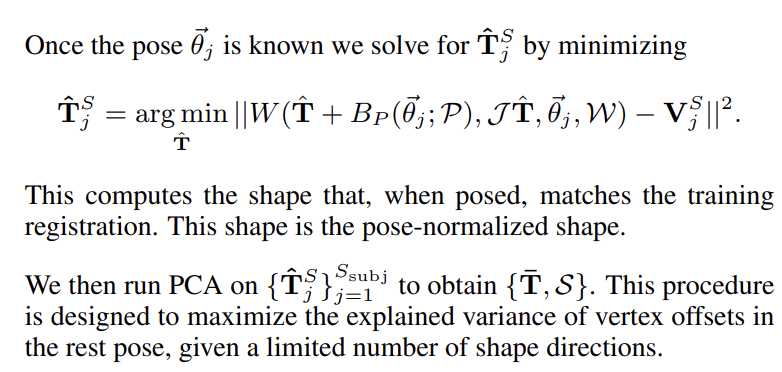 Once the pose $\vec{\theta}_j$ is known we solve for $\hat{\mathbf{T}}_j^S$ by minimizing
$\hat{\mathbf{T}}_j^S = \underset{\hat{\mathbf{T}}}{\arg\min} ||W(\hat{\mathbf{T}} + B_P(\vec{\theta}_j; \mathcal{P}), \mathcal{J}\hat{\mathbf{T}}, \vec{\theta}_j, \mathcal{W}) - \mathbf{V}_j^S||^2.$
This computes the shape that, when posed, matches the training
registration. This shape is the pose-normalized shape.
We then run PCA on $\{\hat{\mathbf{T}}_j^S\}_{j=1}^{S_{\text{subj}}}$ to obtain $\{\bar{\mathbf{T}}, \mathcal{S}\}$. This procedure
is designed to maximize the explained variance of vertex offsets in
the rest pose, given a limited number of shape directions.